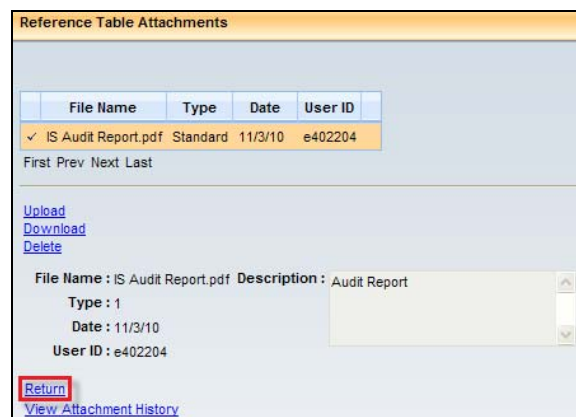 Reference Table Attachments
File Name Type Date User ID
✓ IS Audit Report.pdf Standard 11/3/10 e402204
First Prev Next Last
Upload
Download
Delete
File Name : IS Audit Report.pdf Description : Audit Report
Type : 1
Date : 11/3/10
User ID : e402204
Return
View Attachment History